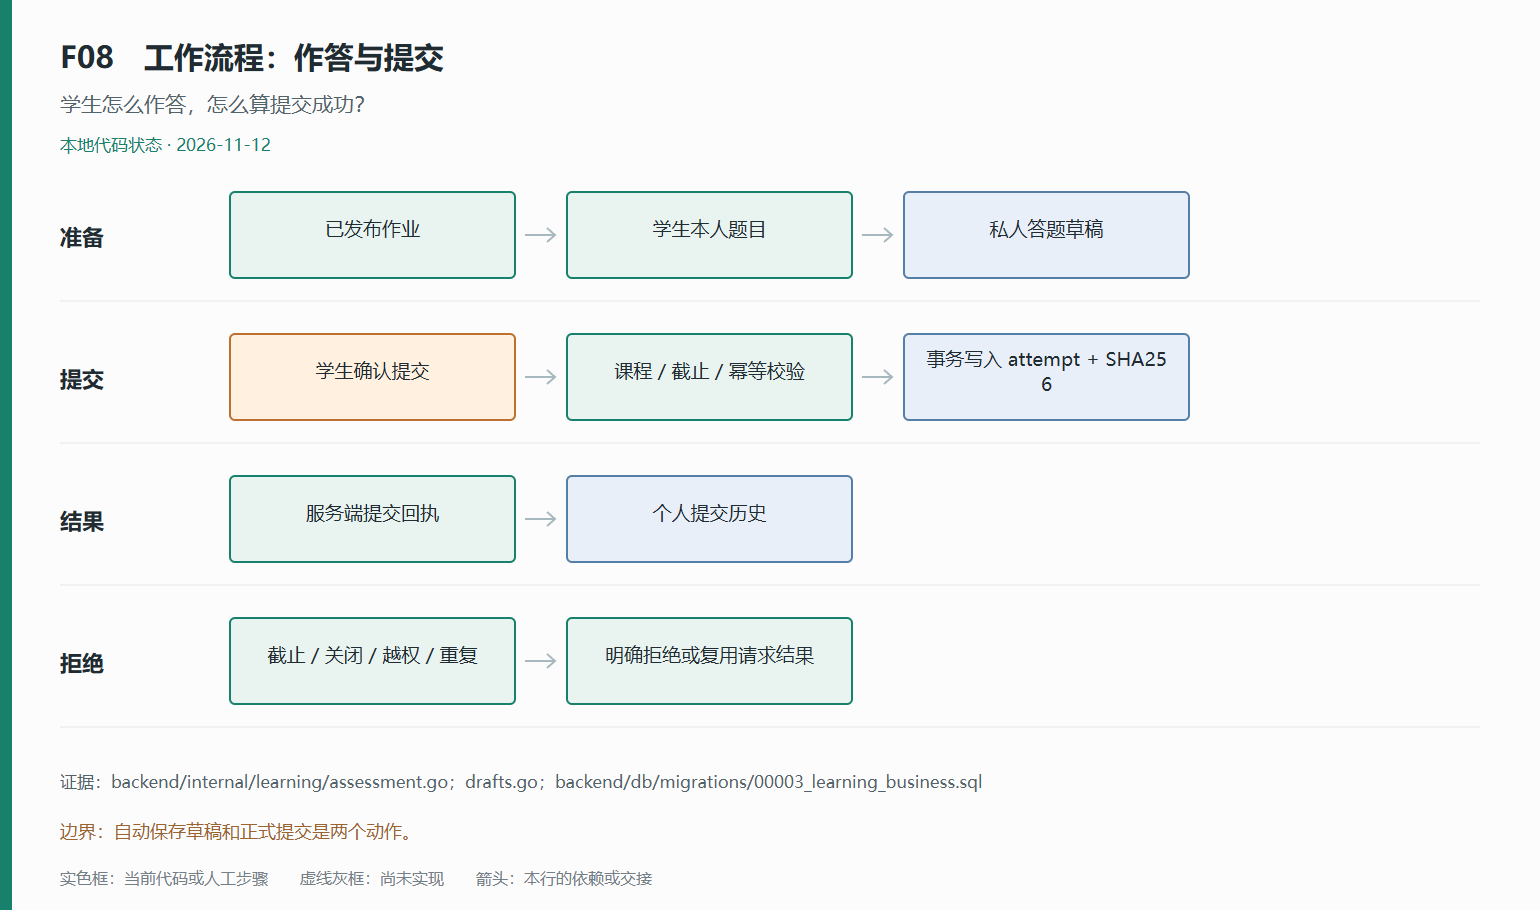 F08 工作流程：作答与提交
学生怎么作答，怎么算提交成功？
本地代码状态 · 2026-11-12
准备
已发布作业
学生本人题目
私人答题草稿
提交
学生确认提交
课程 / 截止 / 幂等校验
事务写入 attempt + SHA25
6
结果
服务端提交回执
个人提交历史
拒绝
截止 / 关闭 / 越权 / 重复
明确拒绝或复用请求结果
证据：backend/internal/learning/assessment.go；drafts.go；backend/db/migrations/00003_learning_business.sql
边界：自动保存草稿和正式提交是两个动作。
实色框：当前代码或人工步骤 虚线灰框：尚未实现 箭头：本行的依赖或交接